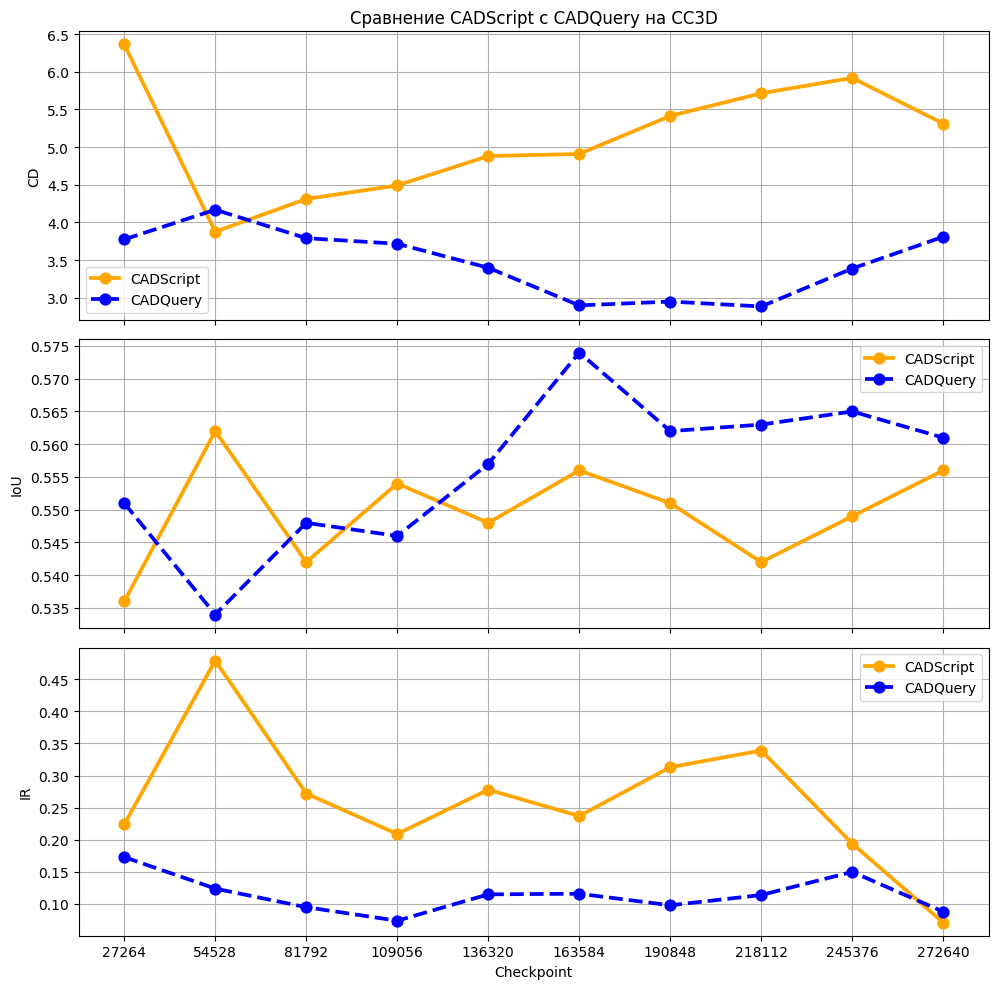 Сравнение CADScript с CADQuery на CC3D
6.5
6.0
5.5
5.0
4.5
4.0
3.5
3.0
CD
CADScript
CADQuery
0.575
0.570
0.565
0.560
0.555
0.550
0.545
0.540
0.535
IoU
CADScript
CADQuery
0.45
0.40
0.35
0.30
0.25
0.20
0.15
0.10
IR
CADScript
CADQuery
27264 54528 81792 109056 136320 163584 190848 218112 245376 272640
Checkpoint